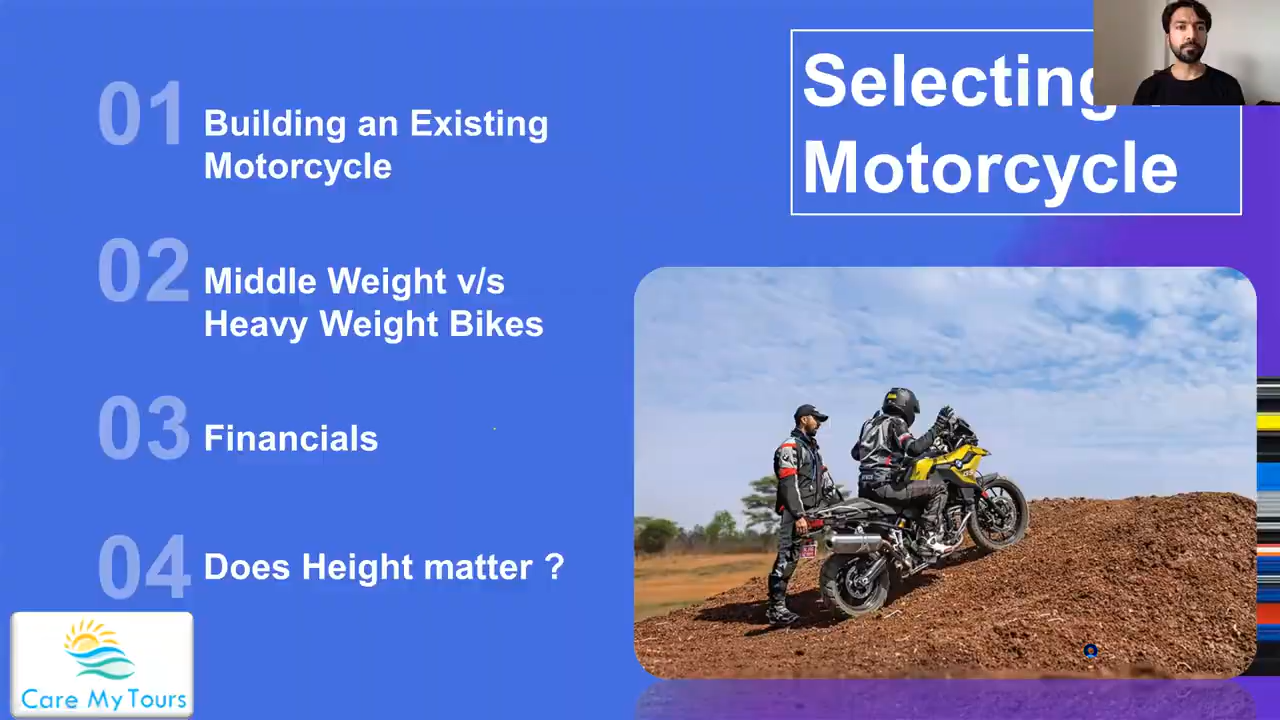 01
Building an Existing
Motorcycle
02
Middle Weight v/s
Heavy Weight Bikes
03
Financials
04
Does Height matter ?
Selecting
Motorcycle
Care My Tours